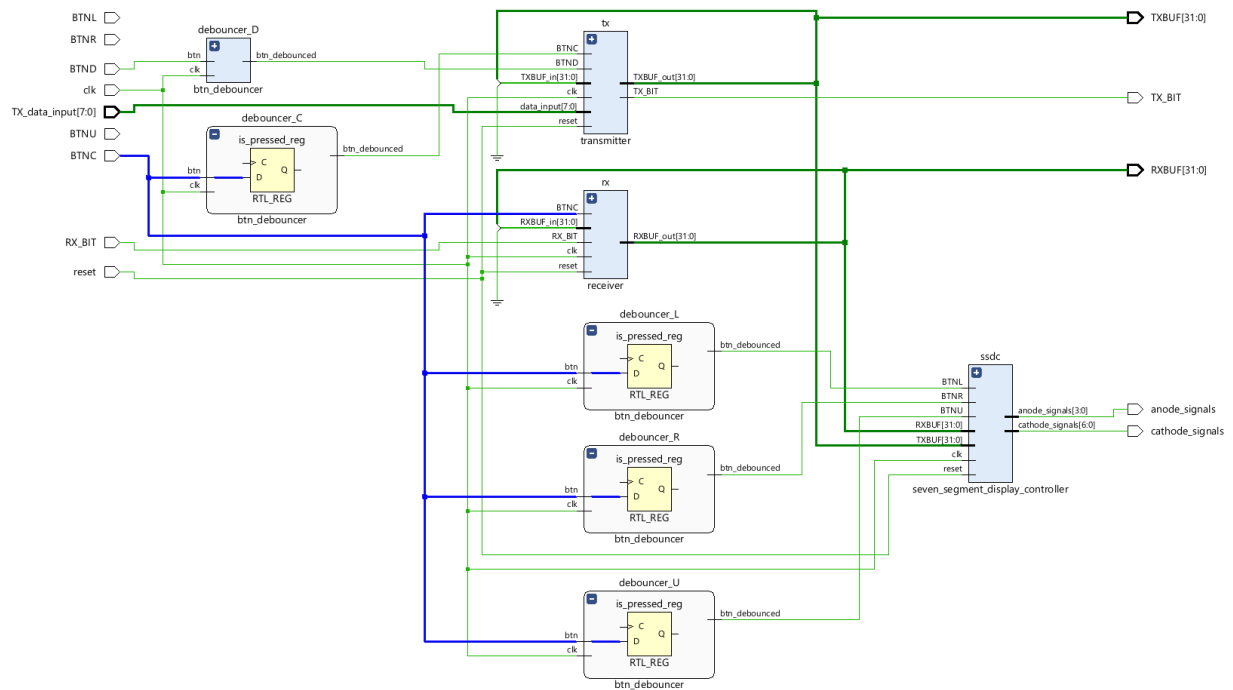 BTNL
BTNR
BTND
clk
TX_data_input[7:0]
BTNU
BTNC
RX_BIT
reset
debouncer_D
btn
clk
btn_debounced
btn_debouncer
debouncer_C
is_pressed_reg
C
D
Q
RTL_REG
btn
clk
btn_debounced
btn_debouncer
tx
BTNC
BTND
TXBUF_in[31:0]
clk
data_input[7:0]
reset
TXBUF_out[31:0]
TX_BIT
transmitter
rx
BTNC
RXBUF_in[31:0]
RX_BIT
clk
reset
RXBUF_out[31:0]
receiver
debouncer_L
is_pressed_reg
C
D
Q
RTL_REG
btn
clk
btn_debounced
btn_debouncer
debouncer_R
is_pressed_reg
C
D
Q
RTL_REG
btn
clk
btn_debounced
btn_debouncer
debouncer_U
is_pressed_reg
C
D
Q
RTL_REG
btn
clk
btn_debounced
btn_debouncer
ssdc
BTNL
BTNR
BTNU
RXBUF[31:0]
TXBUF[31:0]
clk
reset
anode_signals[3:0]
cathode_signals[6:0]
seven_segment_display_controller
TXBUF[31:0]
TX_BIT
RXBUF[31:0]
anode_signals
cathode_signals